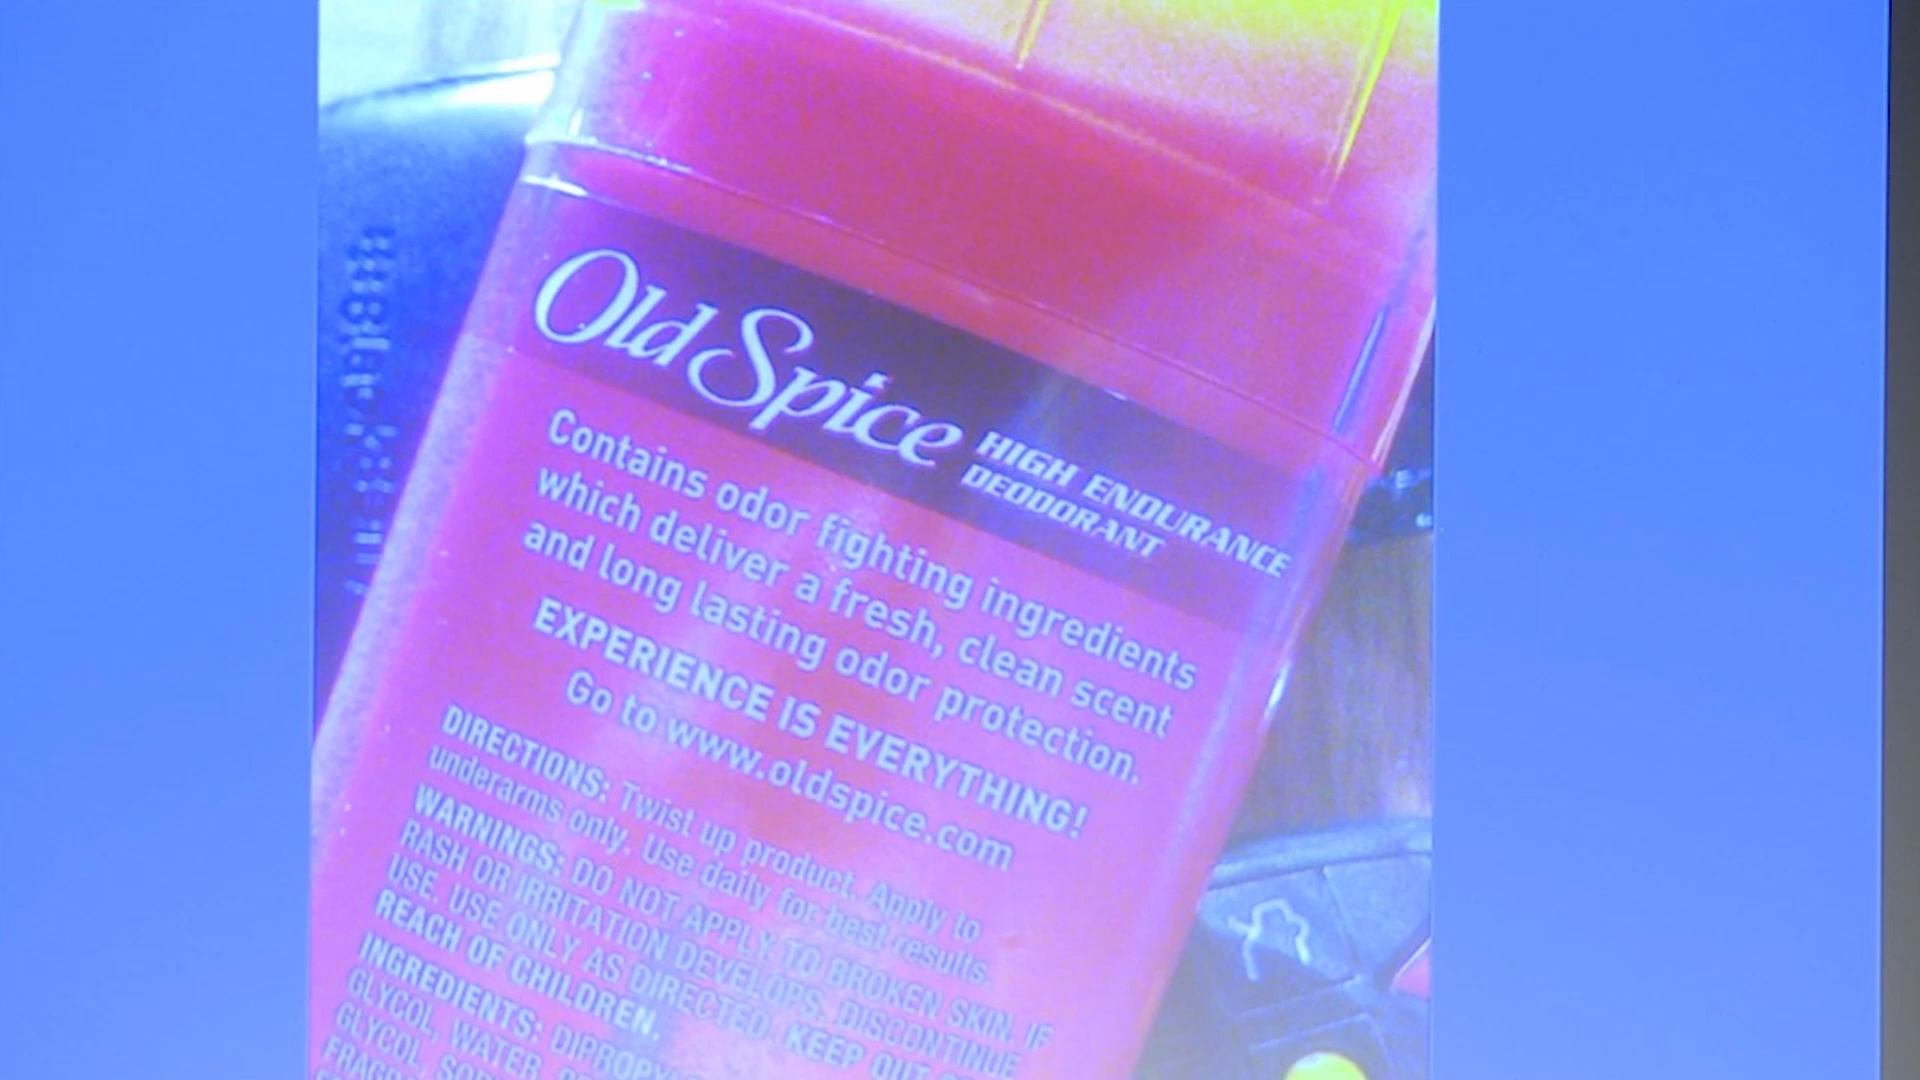 Old Spice HIGH ENDURANCE
DEODORANT
Contains odor fighting ingredients
which deliver a fresh, clean scent
and long lasting odor protection.
EXPERIENCE IS EVERYTHING!
Go to www.oldspice.com
DIRECTIONS: Twist up product. Apply to
underarms only. Use daily for best results.
WARNINGS: DO NOT APPLY TO BROKEN SKIN. IF
RASH OR IRRITATION DEVELOPS, DISCONTINUE
USE. USE ONLY AS DIRECTED. KEEP OUT OF
REACH OF CHILDREN.
INGREDIENTS:
GLYCOL, WATER,
GLYCOL,